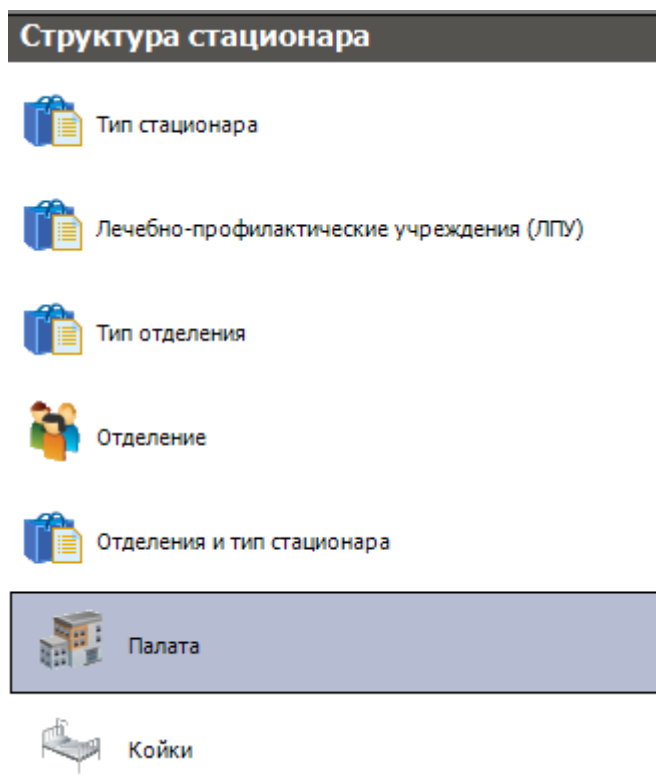 Структура стационара
Тип стационара
Лечебно-профилактические учреждения (ЛПУ)
Тип отделения
Отделение
Отделения и тип стационара
Палата
Койки